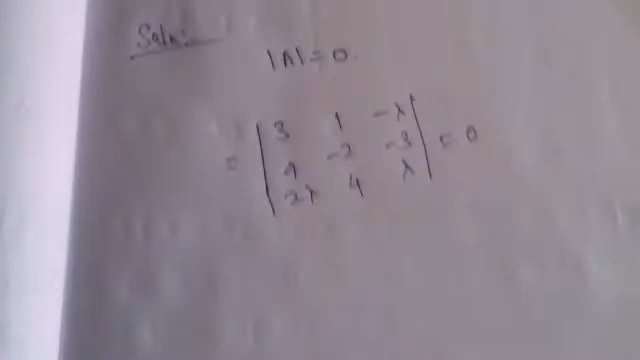 Soln:
|A| = 0.
= | 3 1 -λ |
| 4 -2 -3 | = 0
| 2λ 4 λ |